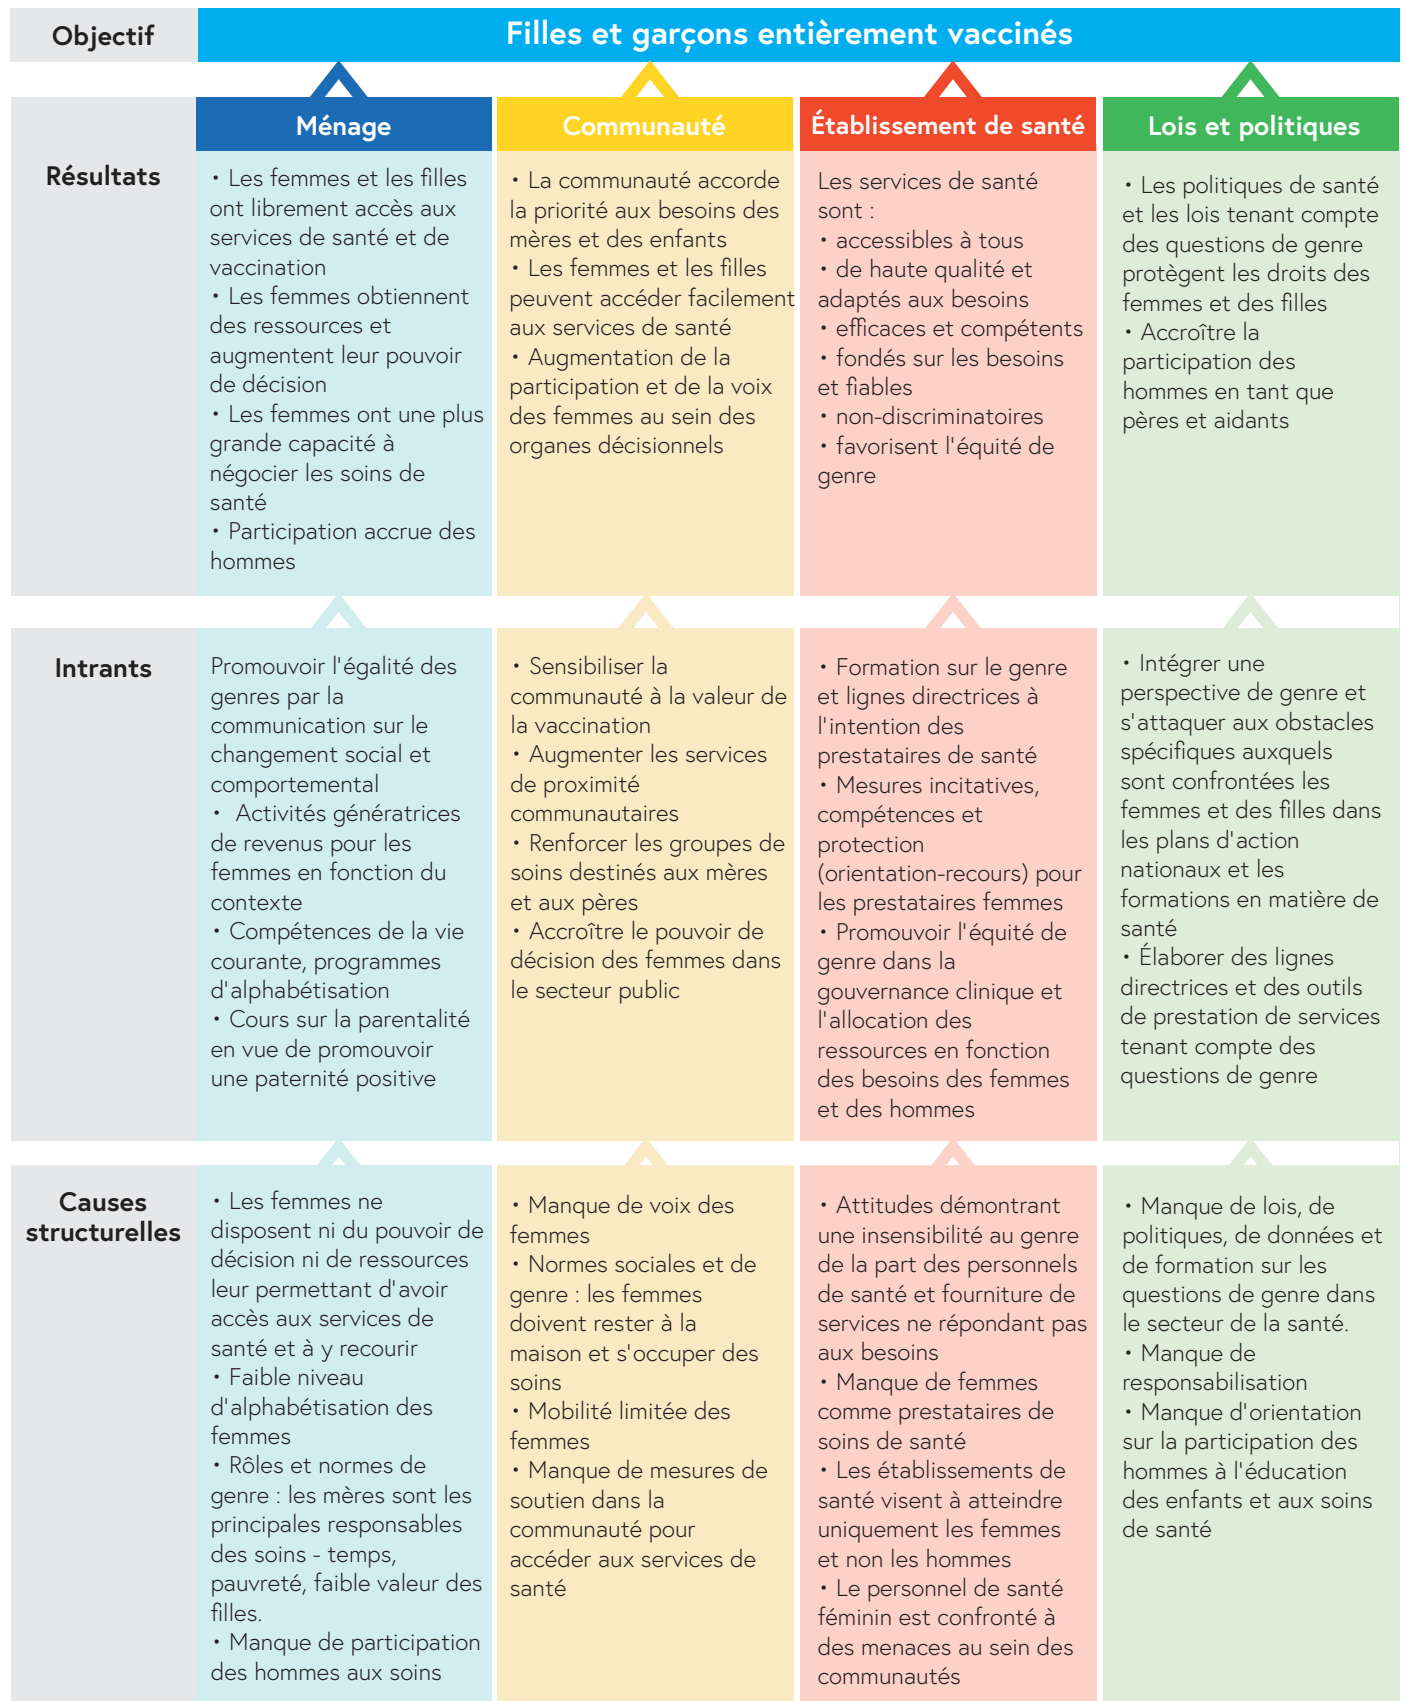 Objectif
Filles et garçons entièrement vaccinés
Ménage
Communauté
Établissement de santé
Lois et politiques
Résultats
• Les femmes et les filles
ont librement accès aux
services de santé et de
vaccination
• Les femmes obtiennent
des ressources et
augmentent leur pouvoir
de décision
• Les femmes ont une plus
grande capacité à
négocier les soins de
santé
• Participation accrue des
hommes
• La communauté accorde
la priorité aux besoins des
mères et des enfants
• Les femmes et les filles
peuvent accéder facilement
aux services de santé
• Augmentation de la
participation et de la voix
des femmes au sein des
organes décisionnels
Les services de santé
sont :
• accessibles à tous
• de haute qualité et
adaptés aux besoins
• efficaces et compétents
• fondés sur les besoins
et fiables
• non-discriminatoires
• favorisent l'équité de
genre
• Les politiques de santé
et les lois tenant compte
des questions de genre
protègent les droits des
femmes et des filles
• Accroître la
participation des
hommes en tant que
pères et aidants
Intrants
Promouvoir l'égalité des
genres par la
communication sur le
changement social et
comportemental
• Activités génératrices
de revenus pour les
femmes en fonction du
contexte
• Compétences de la vie
courante, programmes
d'alphabétisation
• Cours sur la parentalité
en vue de promouvoir
une paternité positive
• Sensibiliser la
communauté à la valeur de
la vaccination
• Augmenter les services
de proximité
communautaires
• Renforcer les groupes de
soins destinés aux mères
et aux pères
• Accroître le pouvoir de
décision des femmes dans
le secteur public
• Formation sur le genre
et lignes directrices à
l'intention des
prestataires de santé
• Mesures incitatives,
compétences et
protection
(orientation-recours) pour
les prestataires femmes
• Promouvoir l'équité de
genre dans la
gouvernance clinique et
l'allocation des
ressources en fonction
des besoins des femmes
et des hommes
• Intégrer une
perspective de genre et
s'attaquer aux obstacles
spécifiques auxquels
sont confrontées les
femmes et des filles dans
les plans d'action
nationaux et les
formations en matière de
santé
• Élaborer des lignes
directrices et des outils
de prestation de services
tenant compte des
questions de genre
Causes
structurelles
• Les femmes ne
disposent ni du pouvoir de
décision ni de ressources
leur permettant d'avoir
accès aux services de
santé et à y recourir
• Faible niveau
d'alphabétisation des
femmes
• Rôles et normes de
genre : les mères sont les
principales responsables
des soins - temps,
pauvreté, faible valeur des
filles.
• Manque de participation
des hommes aux soins
• Manque de voix des
femmes
• Normes sociales et de
genre : les femmes
doivent rester à la
maison et s'occuper des
soins
• Mobilité limitée des
femmes
• Manque de mesures de
soutien dans la
communauté pour
accéder aux services de
santé
• Attitudes démontrant
une insensibilité au genre
de la part des personnels
de santé et fourniture de
services ne répondant pas
aux besoins
• Manque de femmes
comme prestataires de
soins de santé
• Les établissements de
santé visent à atteindre
uniquement les femmes
et non les hommes
• Le personnel de santé
féminin est confronté à
des menaces au sein des
communautés
• Manque de lois, de
politiques, de données et
de formation sur les
questions de genre dans
le secteur de la santé.
• Manque de
responsabilisation
• Manque d'orientation
sur la participation des
hommes à l'éducation
des enfants et aux soins
de santé